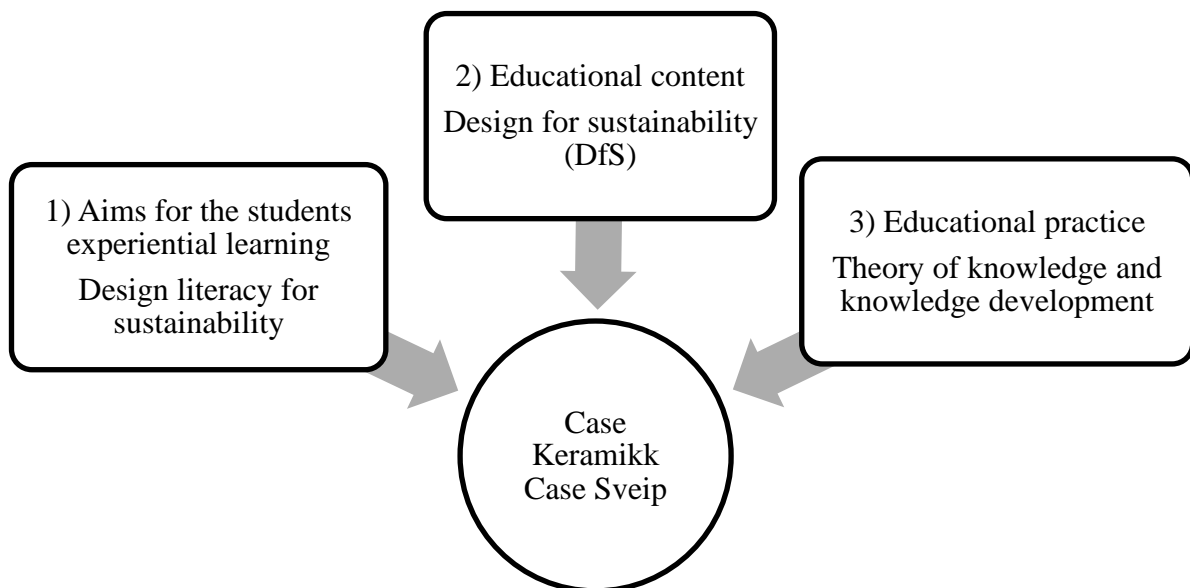 1) Aims for the students
experiential learning
Design literacy for
sustainability
2) Educational content
Design for sustainability
(DfS)
3) Educational practice
Theory of knowledge and
knowledge development
Case
Keramikk
Case Sveip